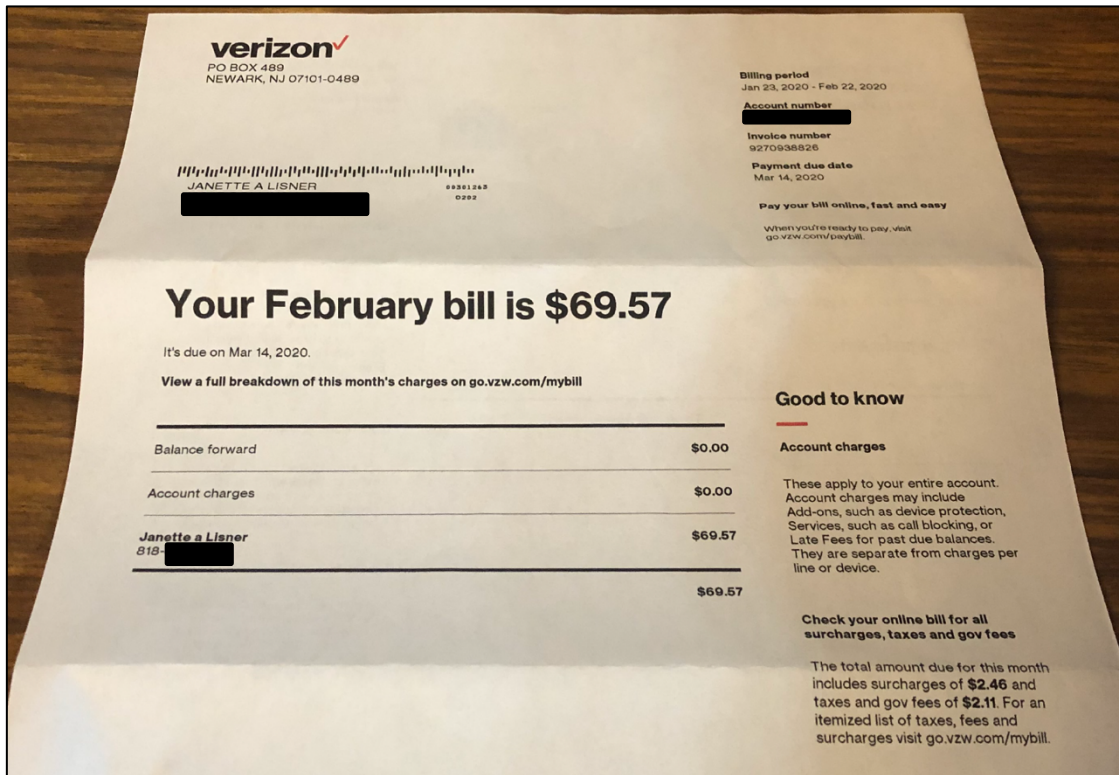 verizon
PO BOX 489
NEWARK, NJ 07101-0489
Billing period
Jan 23, 2020 - Feb 22, 2020
Account number
Invoice number
9270938826
Payment due date
Mar 14, 2020
Pay your bill online, fast and easy
When you're ready to pay, visit
go.vzw.com/paybill.
JANETTE A LISNER
00301263
0202
Your February bill is $69.57
It's due on Mar 14, 2020.
View a full breakdown of this month's charges on go.vzw.com/mybill
Balance forward $0.00
Account charges $0.00
Janette a Lisner $69.57
818-
$69.57
Good to know
Account charges
These apply to your entire account.
Account charges may include
Add-ons, such as device protection,
Services, such as call blocking, or
Late Fees for past due balances.
They are separate from charges per
line or device.
Check your online bill for all
surcharges, taxes and gov fees
The total amount due for this month
includes surcharges of $2.46 and
taxes and gov fees of $2.11. For an
itemized list of taxes, fees and
surcharges visit go.vzw.com/mybill.